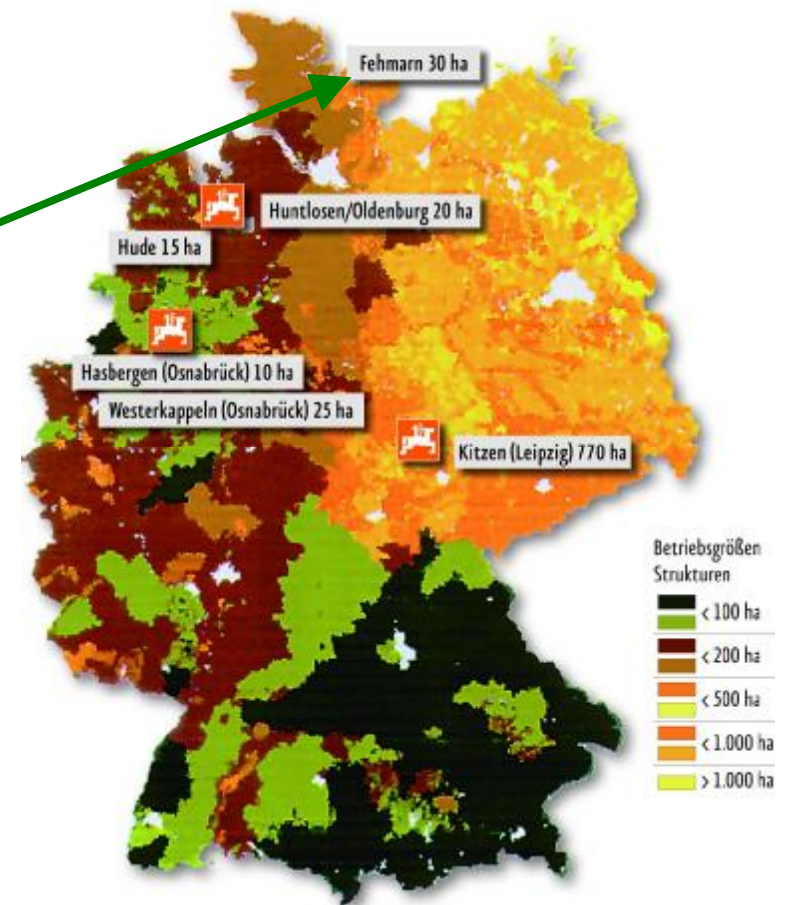 Fehmarn 30 ha
Huntlosen/Oldenburg 20 ha
Hude 15 ha
Hasbergen (Osnabrück) 10 ha
Westerkappeln (Osnabrück) 25 ha
Kitzen (Leipzig) 770 ha
Betriebsgrößen
Strukturen
< 100 ha
< 200 ha
< 500 ha
< 1.000 ha
> 1.000 ha